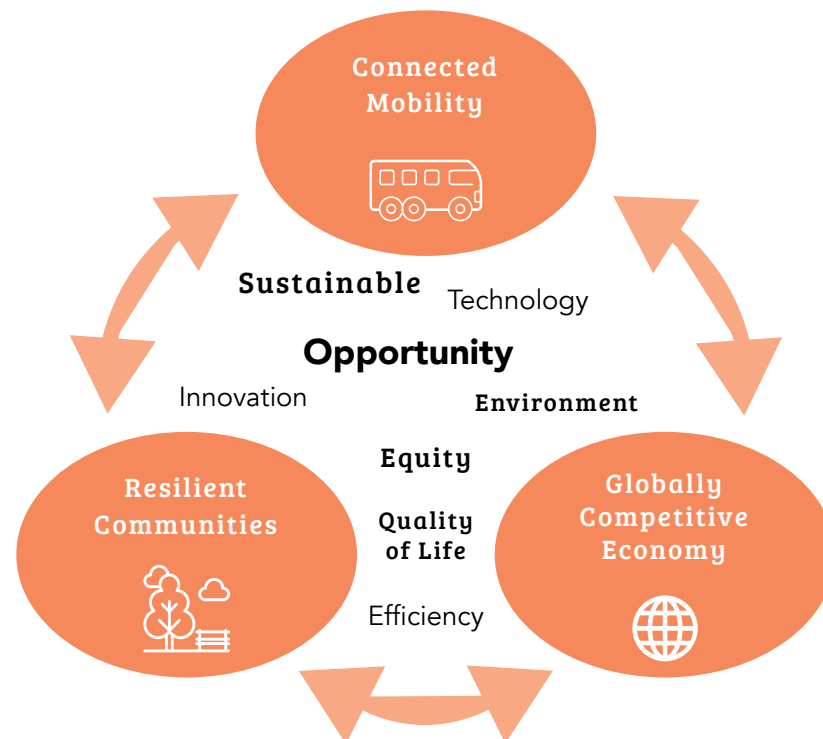 Connected
Mobility
Sustainable
Technology
Opportunity
Innovation
Environment
Equity
Resilient
Communities
Quality
of Life
Globally
Competitive
Economy
Efficiency